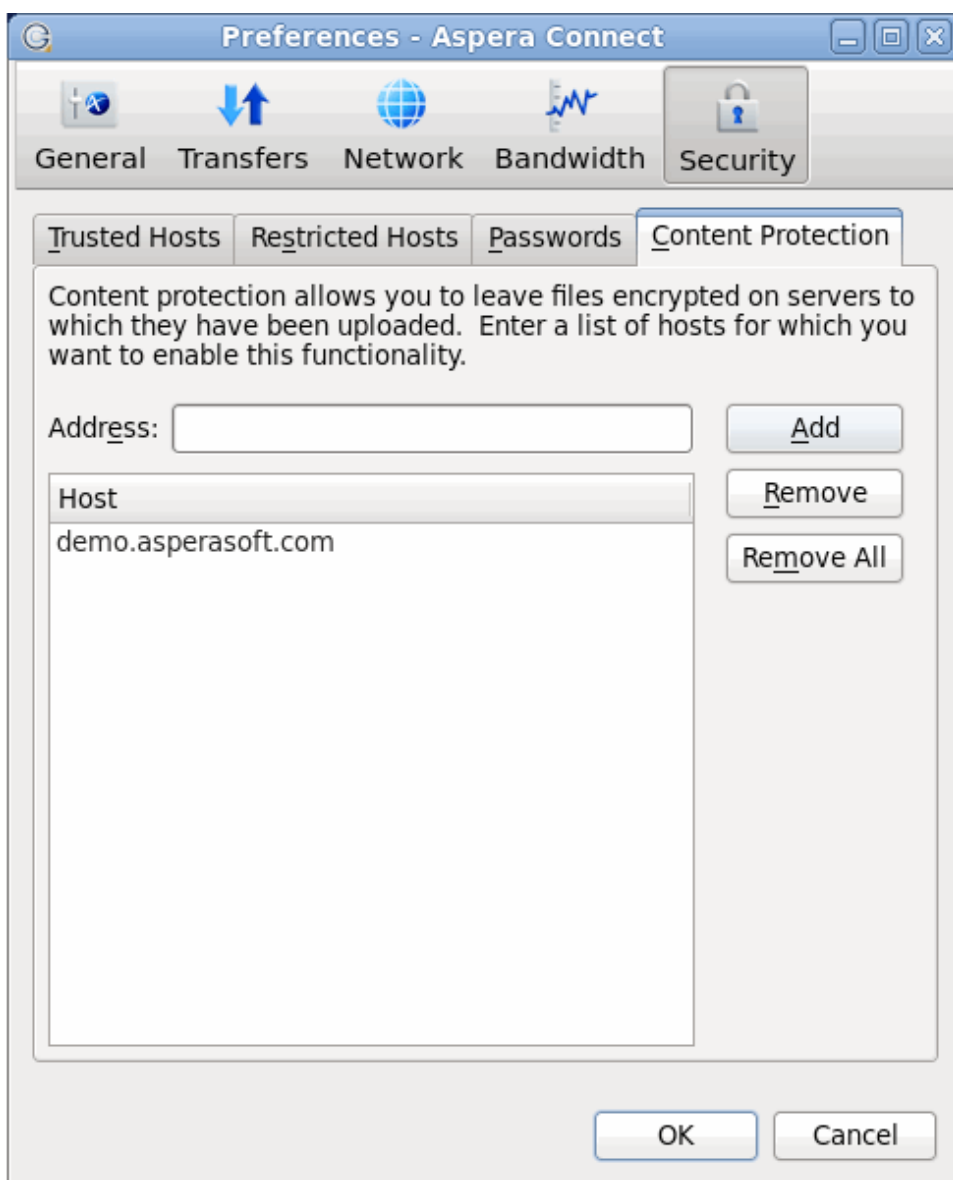 Preferences - Aspera Connect
General Transfers Network Bandwidth Security
Trusted Hosts Restricted Hosts Passwords Content Protection
Content protection allows you to leave files encrypted on servers to
which they have been uploaded.  Enter a list of hosts for which you
want to enable this functionality.
Address: Add
Host Remove
demo.asperasoft.com Remove All
OK Cancel